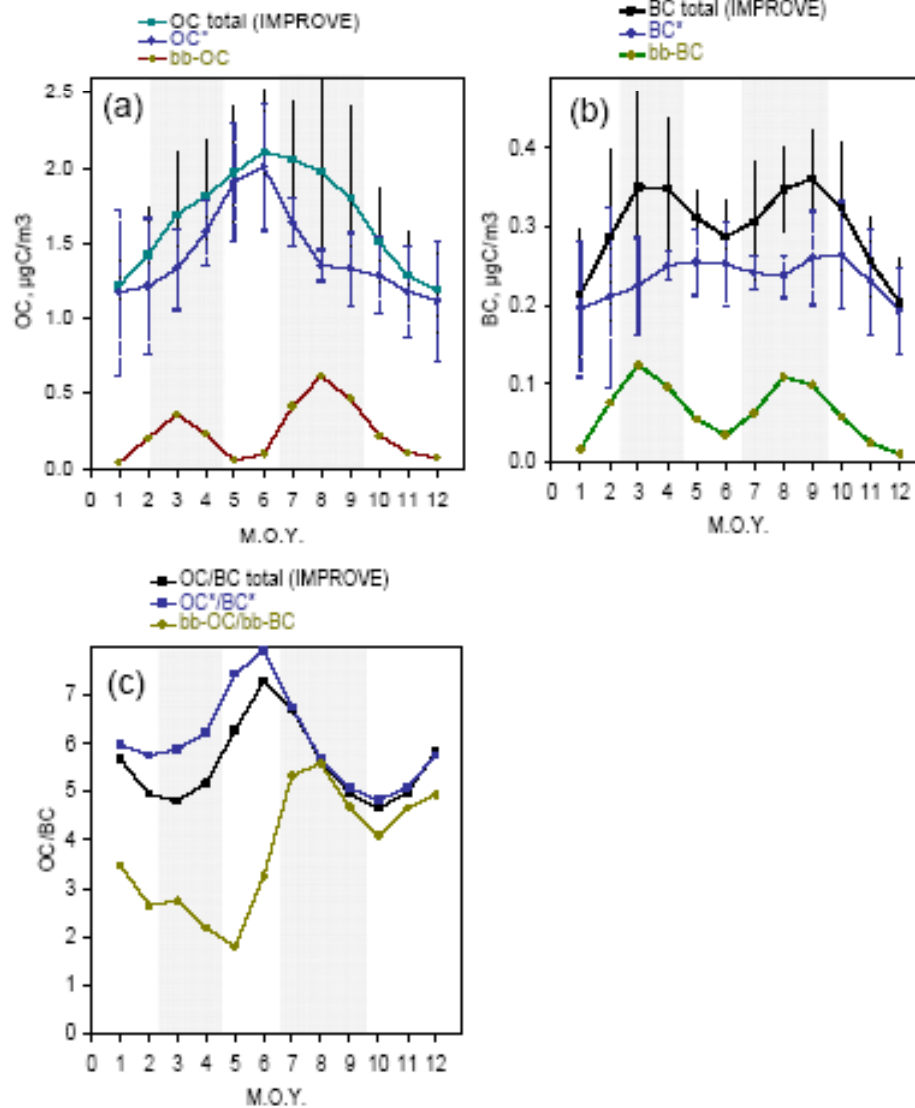 OC total (IMPROVE)
OC*
bb-OC
(a)
OC, µgC/m3
2.5
2.0
1.5
1.0
0.5
0.0
0 1 2 3 4 5 6 7 8 9 10 11 12
M.O.Y.
BC total (IMPROVE)
BC*
bb-BC
(b)
BC, µgC/m3
0.4
0.3
0.2
0.1
0.0
0 1 2 3 4 5 6 7 8 9 10 11 12
M.O.Y.
OC/BC total (IMPROVE)
OC*/BC*
bb-OC/bb-BC
(c)
OC/BC
7
6
5
4
3
2
1
0
0 1 2 3 4 5 6 7 8 9 10 11 12
M.O.Y.